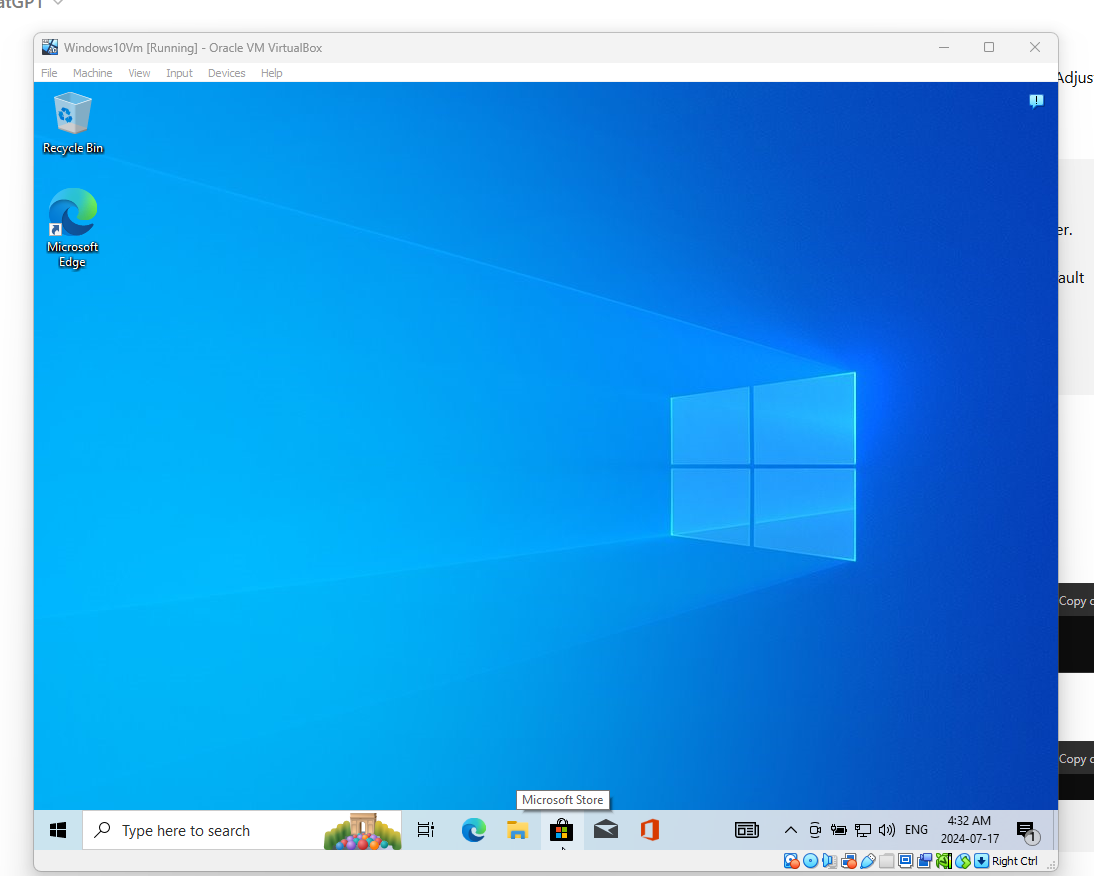 atGPT
Windows10Vm [Running] - Oracle VM VirtualBox
File Machine View Input Devices Help
Adjus
Recycle Bin
er.
Microsoft
Edge
ault
Copy c
Copy c
Microsoft Store
Type here to search
ENG
4:32 AM
2024-07-17
1
Right Ctrl